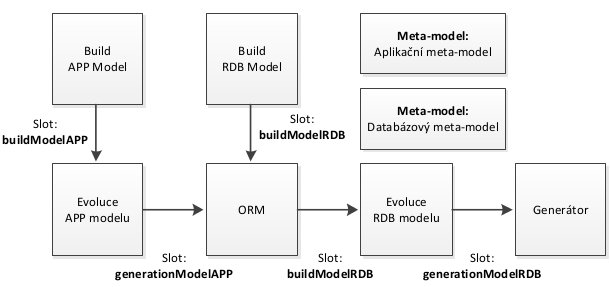 Build
APP Model
Build
RDB Model
Meta-model:
Aplikační meta-model
Meta-model:
Databázový meta-model
Slot:
buildModelAPP
Slot:
buildModelRDB
Evoluce
APP modelu
ORM
Evoluce
RDB modelu
Generátor
Slot:
generationModelAPP
Slot:
buildModelRDB
Slot:
generationModelRDB